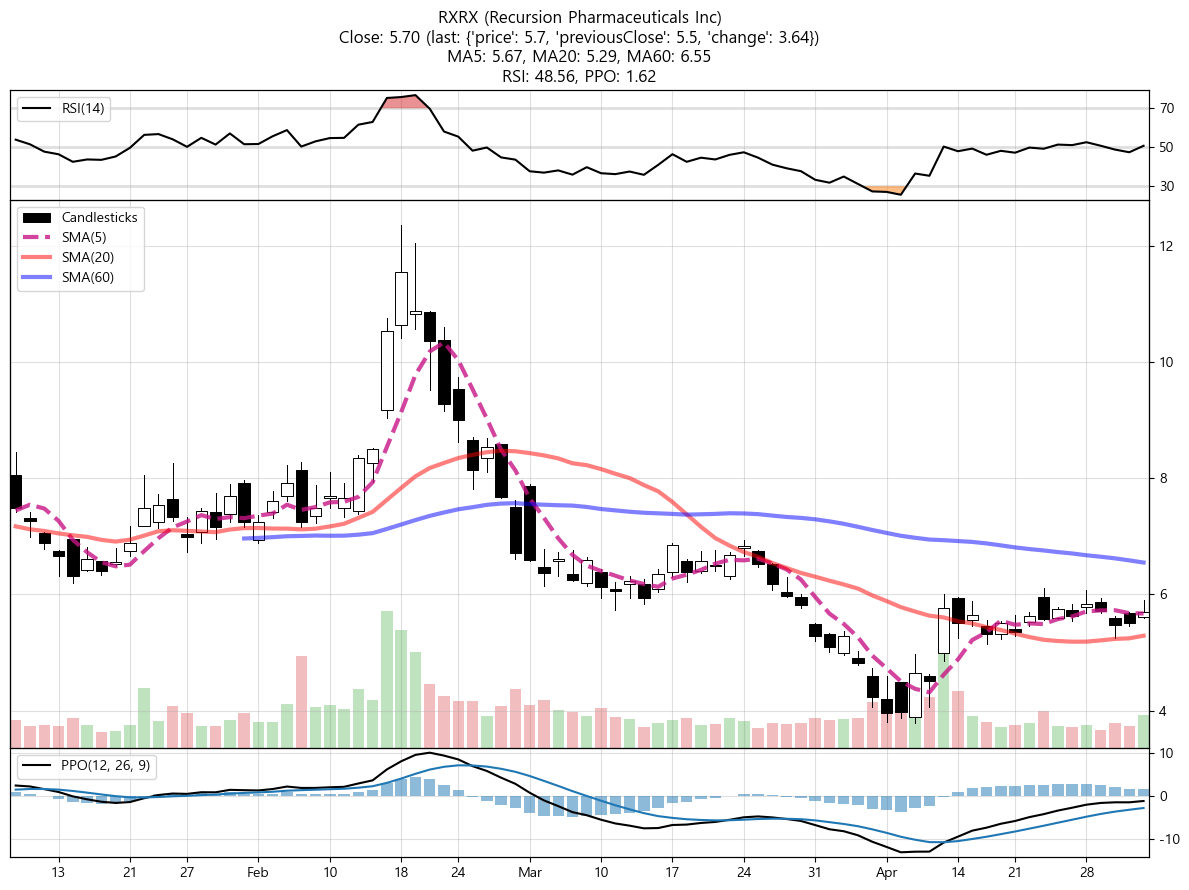 RXRX (Recursion Pharmaceuticals Inc)
Close: 5.70 (last: {'price': 5.7, 'previousClose': 5.5, 'change': 3.64})
MA5: 5.67, MA20: 5.29, MA60: 6.55
RSI: 48.56, PPO: 1.62
RSI(14)
70
50
30
Candlesticks
SMA(5)
SMA(20)
SMA(60)
12
10
8
6
4
PPO(12, 26, 9)
10
0
-10
13 21 27 Feb 10 18 24 Mar 10 17 24 31 Apr 14 21 28